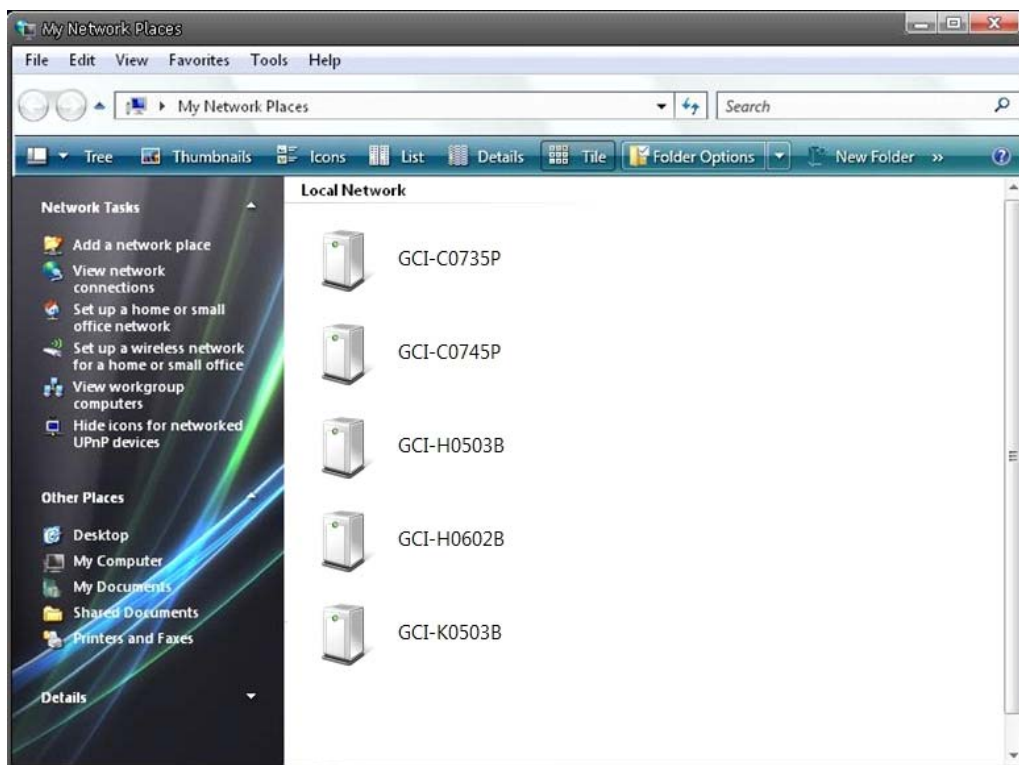 My Network Places
File Edit View Favorites Tools Help
My Network Places Search
Tree Thumbnails Icons List Details Tile Folder Options New Folder »
Network Tasks
Add a network place
View network
connections
Set up a home or small
office network
Set up a wireless network
for a home or small office
View workgroup
computers
Hide icons for networked
UPnP devices
Other Places
Desktop
My Computer
My Documents
Shared Documents
Printers and Faxes
Details
Local Network
GCI-C0735P
GCI-C0745P
GCI-H0503B
GCI-H0602B
GCI-K0503B